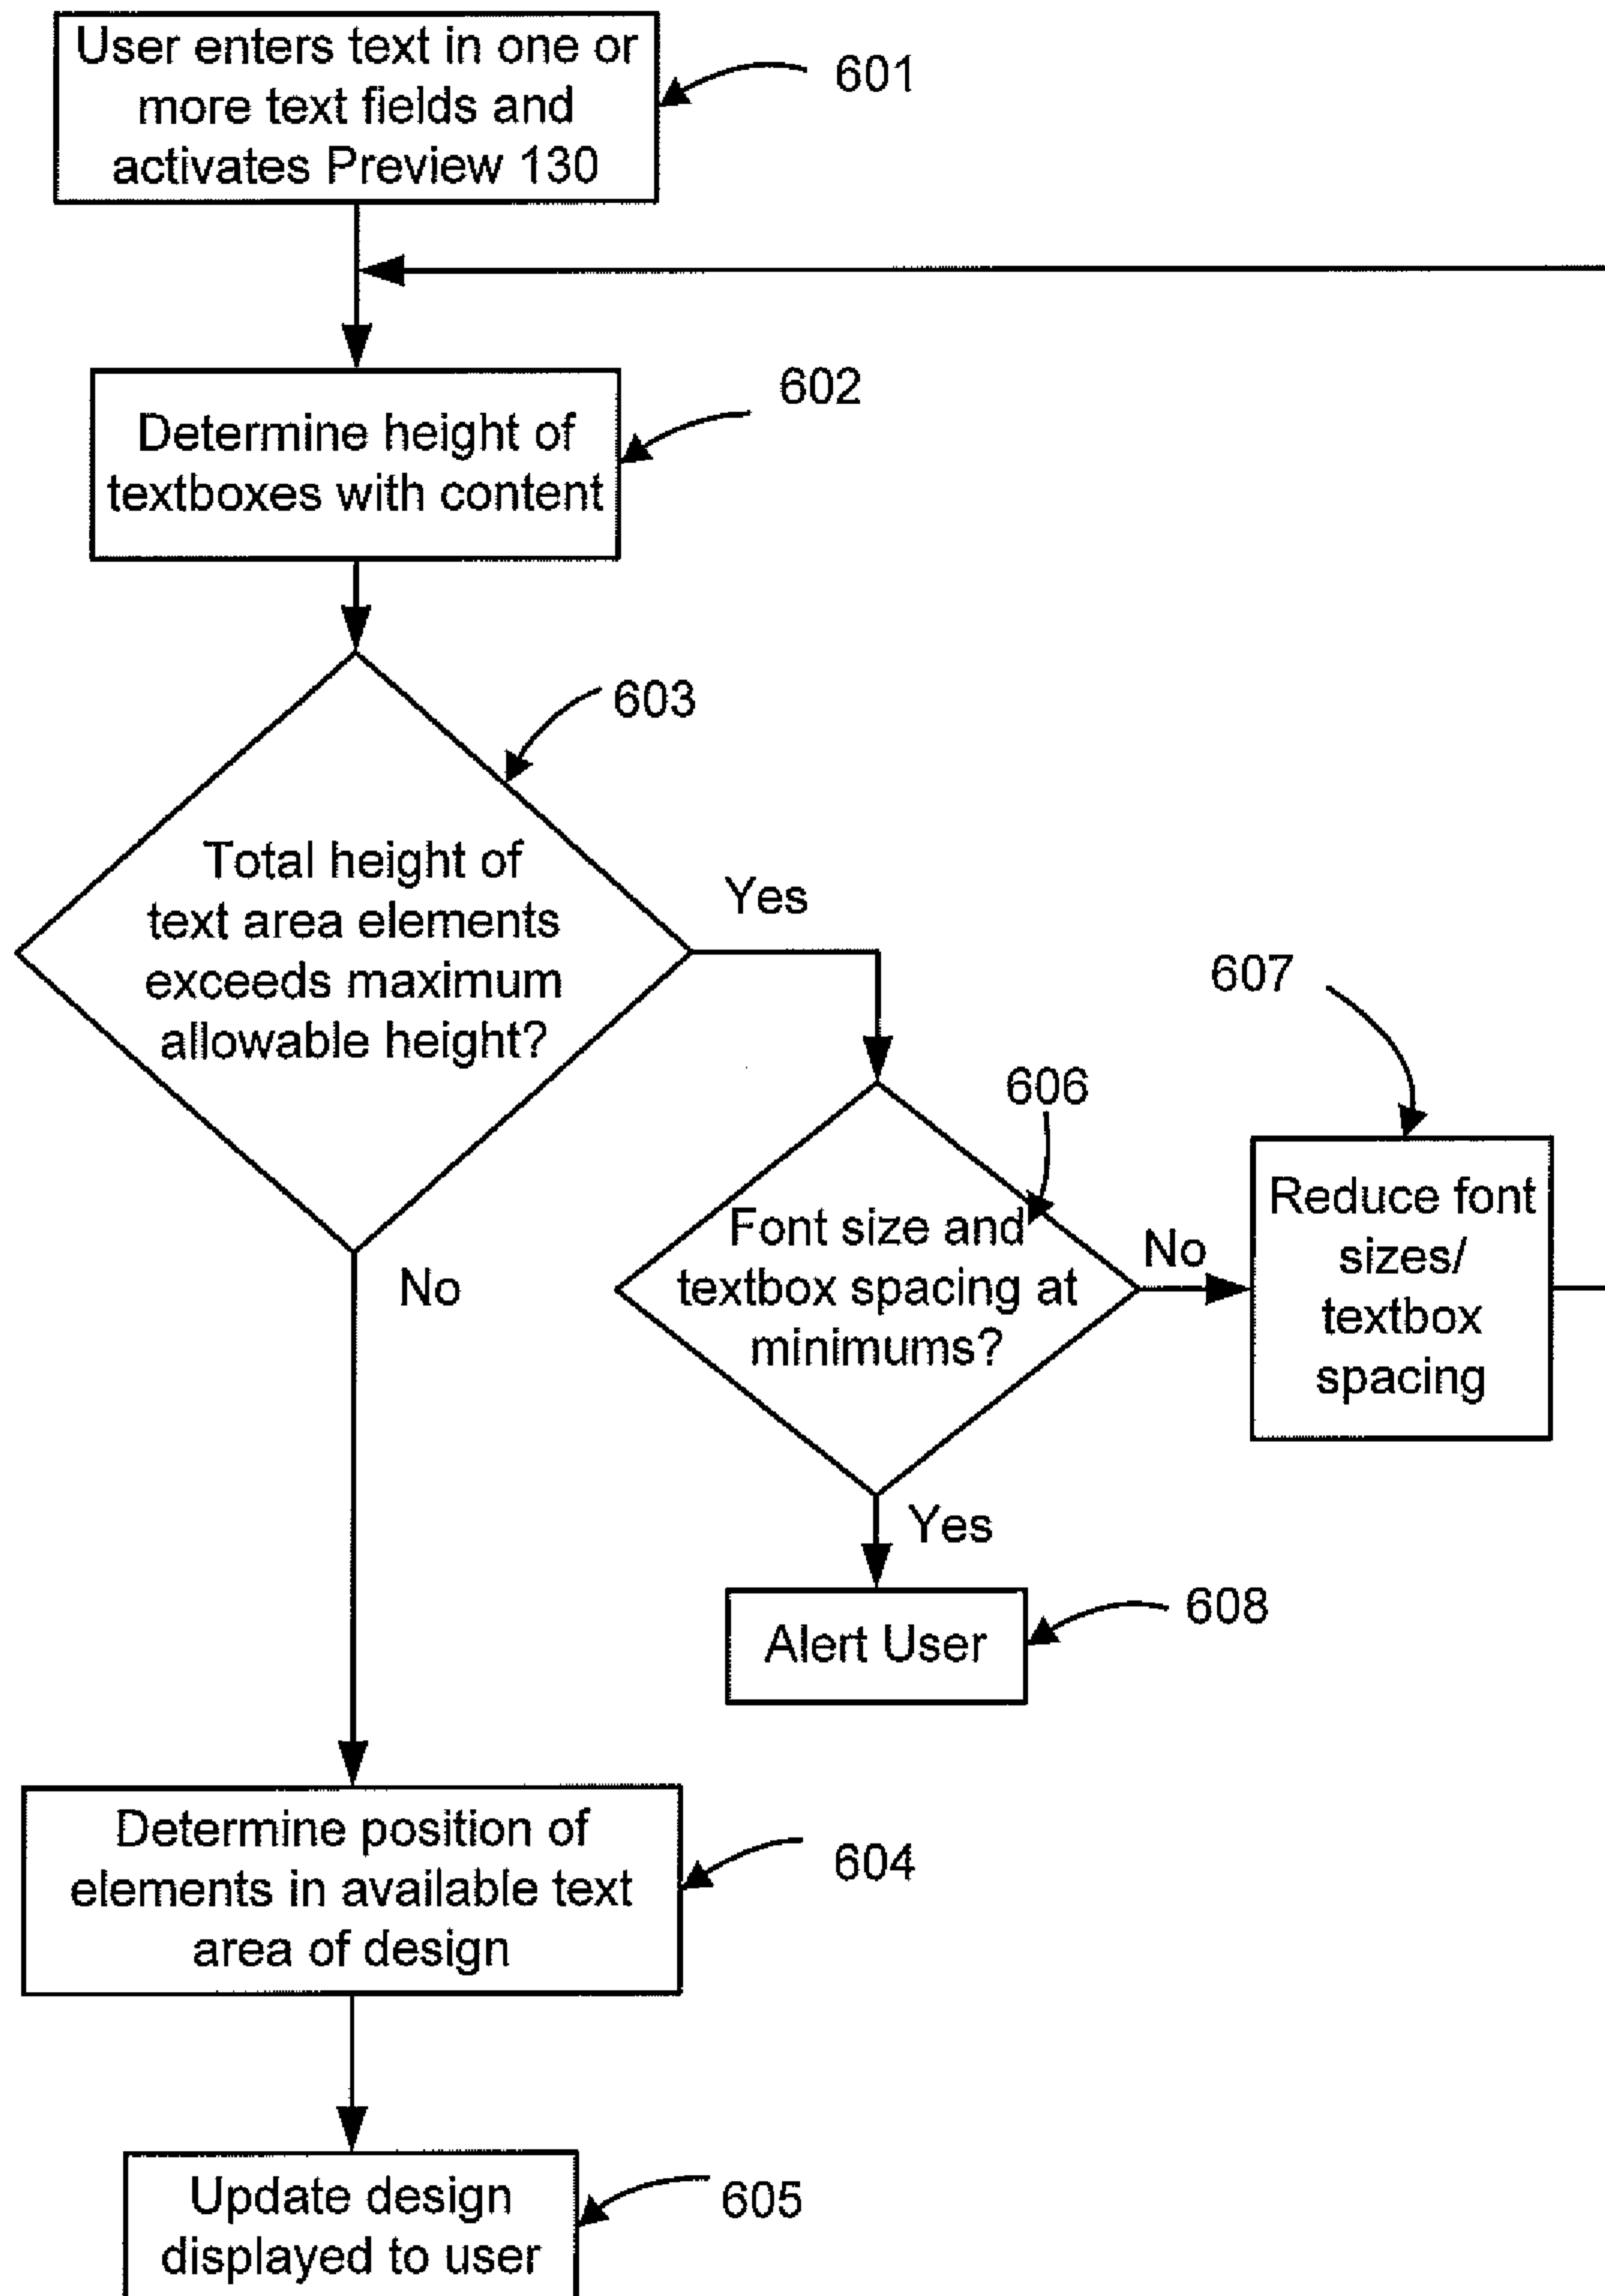 User enters text in one or
more text fields and
activates Preview 130
601
602
Determine height of
textboxes with content
603
Total height of
text area elements
exceeds maximum
allowable height?
Yes
No
606
Font size and
textbox spacing at
minimums?
No
607
Reduce font
sizes/
textbox
spacing
Yes
Alert User
608
Determine position of
elements in available text
area of design
604
Update design
displayed to user
605